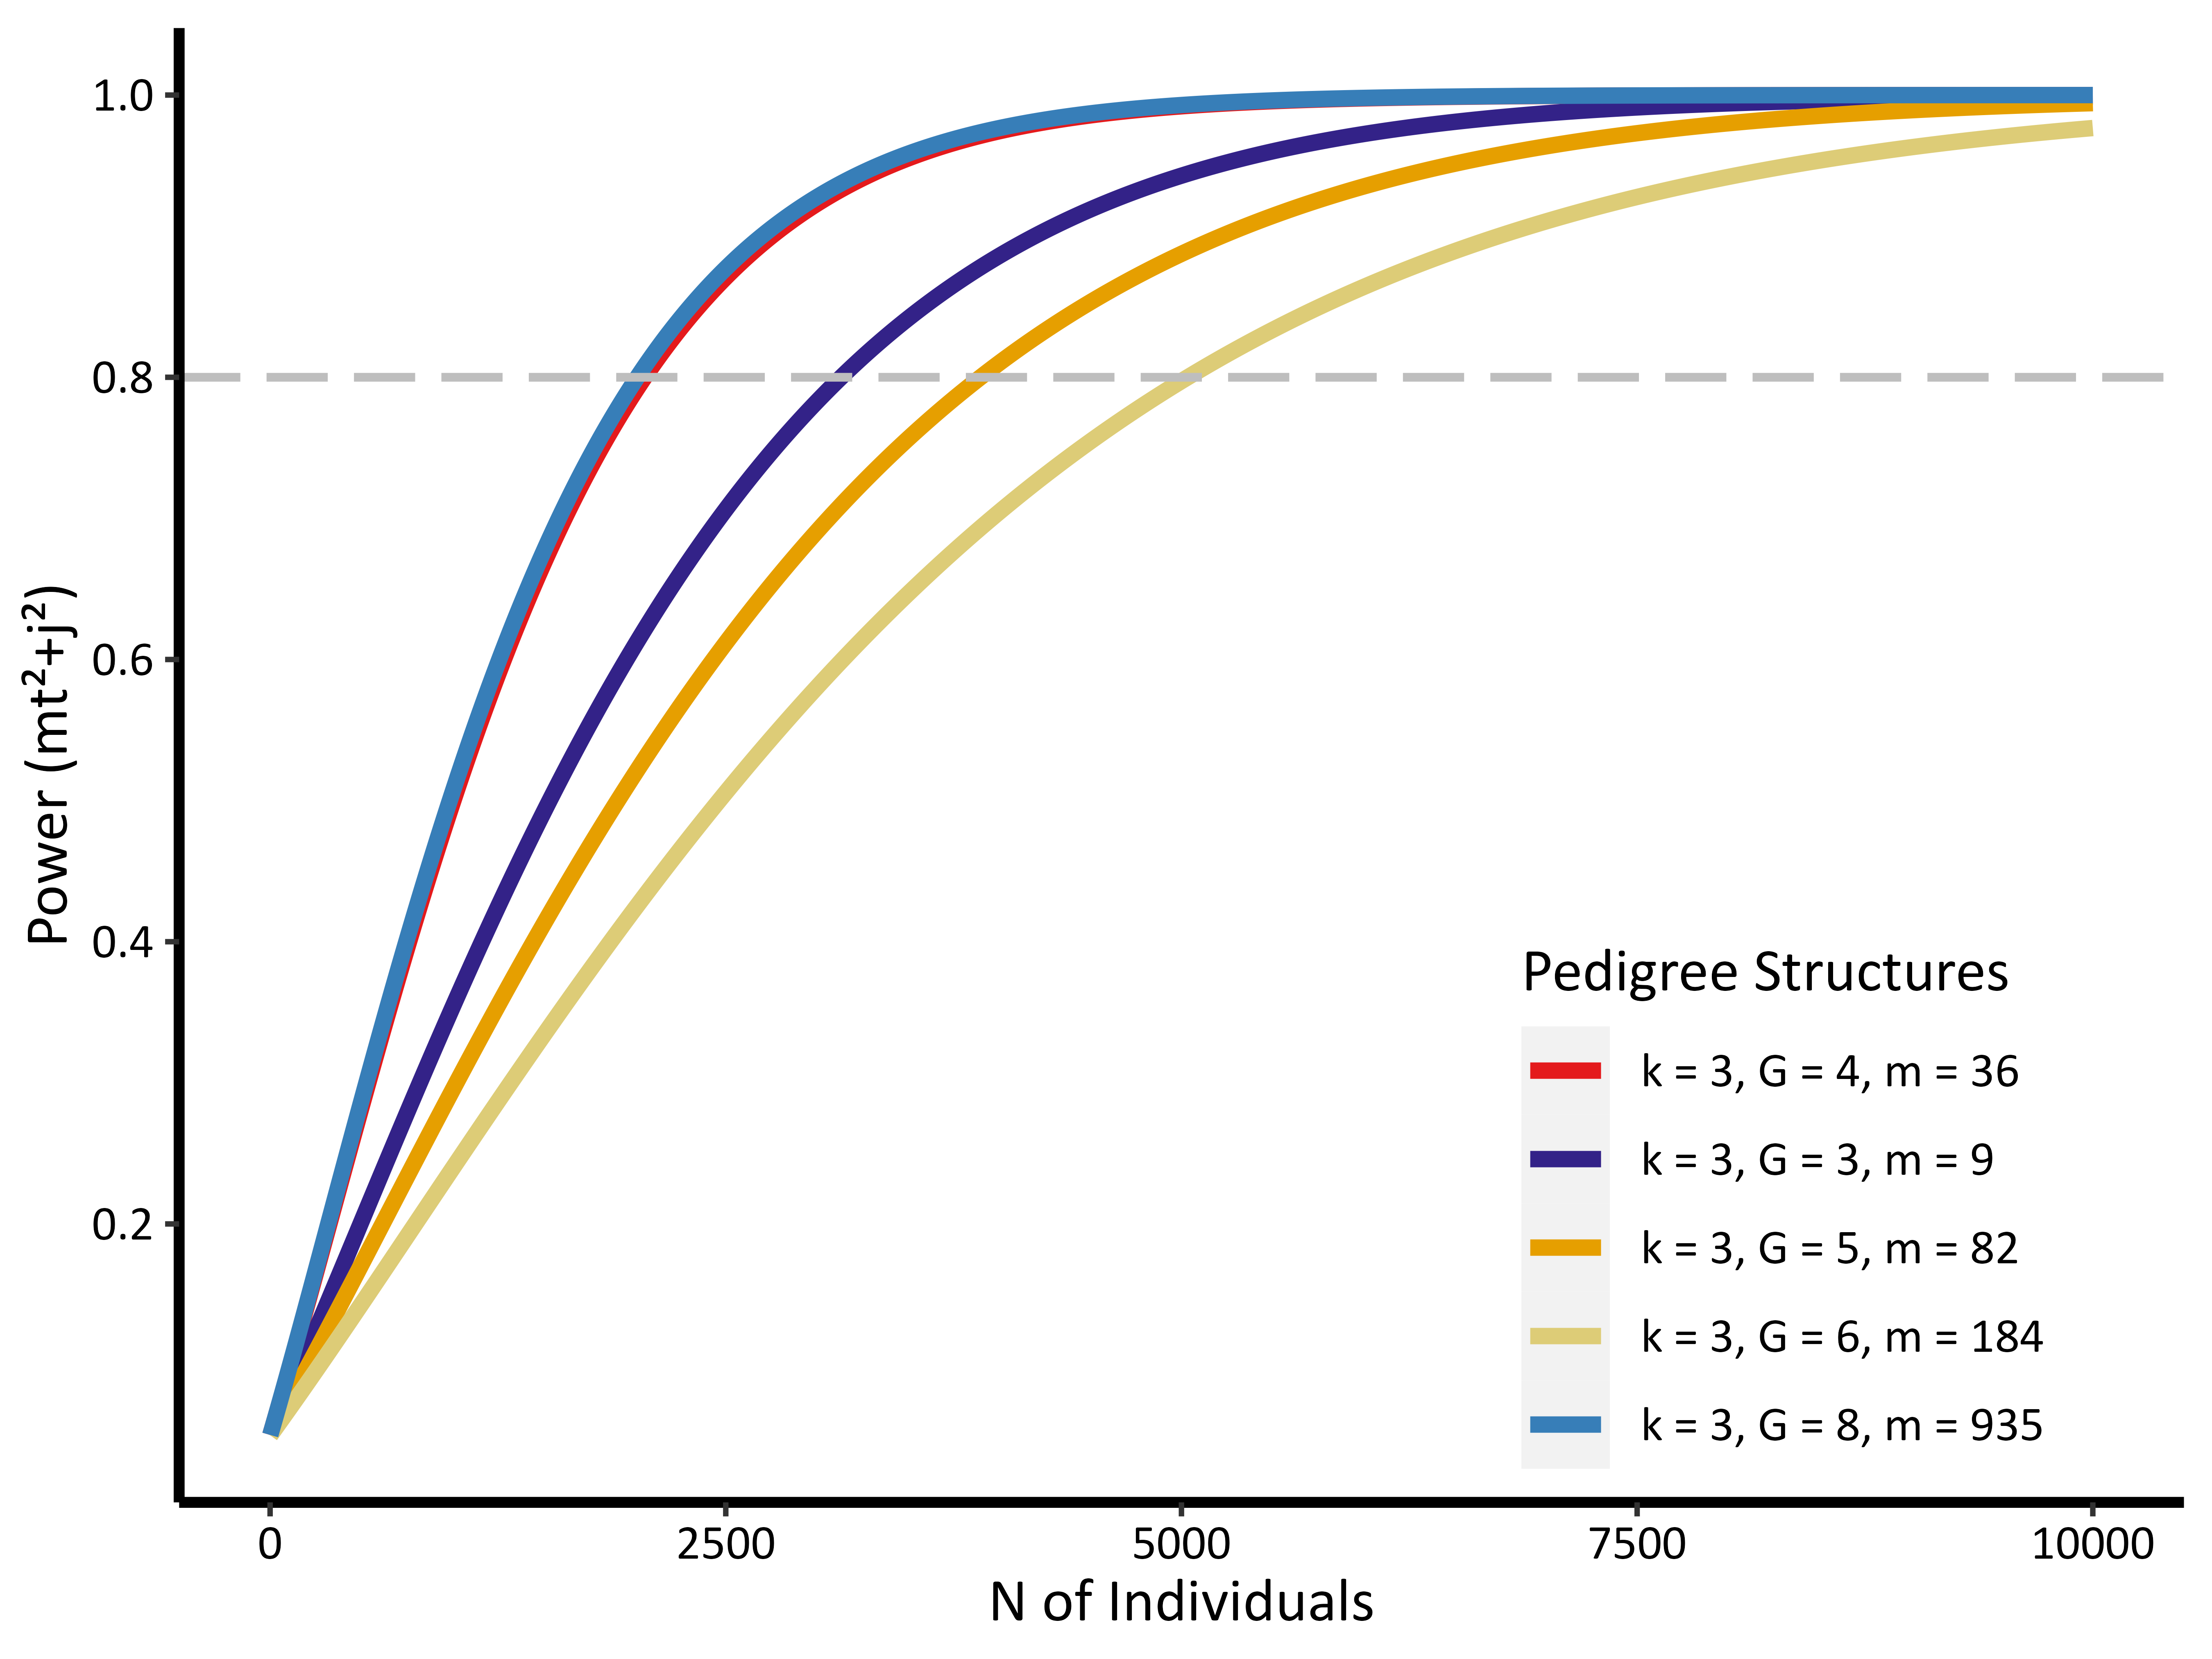 1.0
0.8
0.6
0.4
0.2
Power (mt²+j²)
Pedigree Structures
k = 3, G = 4, m = 36
k = 3, G = 3, m = 9
k = 3, G = 5, m = 82
k = 3, G = 6, m = 184
k = 3, G = 8, m = 935
0 2500 5000 7500 10000
N of Individuals